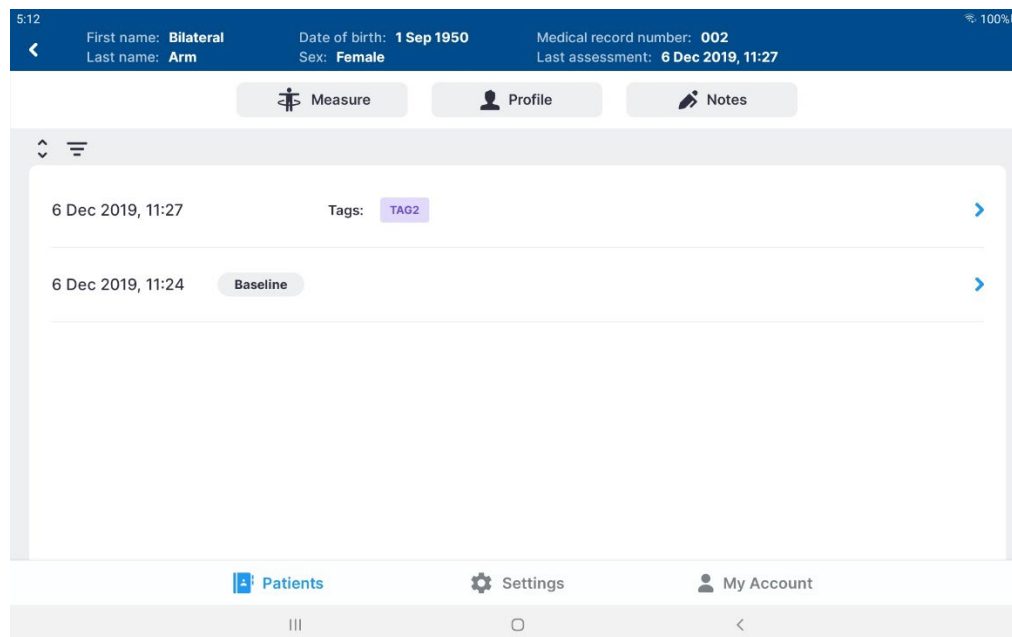 5:12 100%
First name: Bilateral Date of birth: 1 Sep 1950 Medical record number: 002
Last name: Arm Sex: Female Last assessment: 6 Dec 2019, 11:27
Measure Profile Notes
6 Dec 2019, 11:27 Tags: TAG2
6 Dec 2019, 11:24 Baseline
Patients Settings My Account